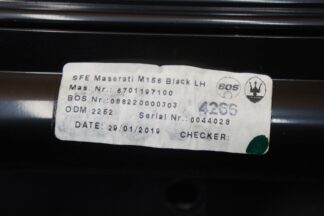 SFE Maserati M156 Black LH
Mas Nr.: 6701197100
BOS
BOS Nr.: 088220000303
4266
ODM 2252 Serial Nr.: 0044028
DATE: 29/01/2019 CHECKER: